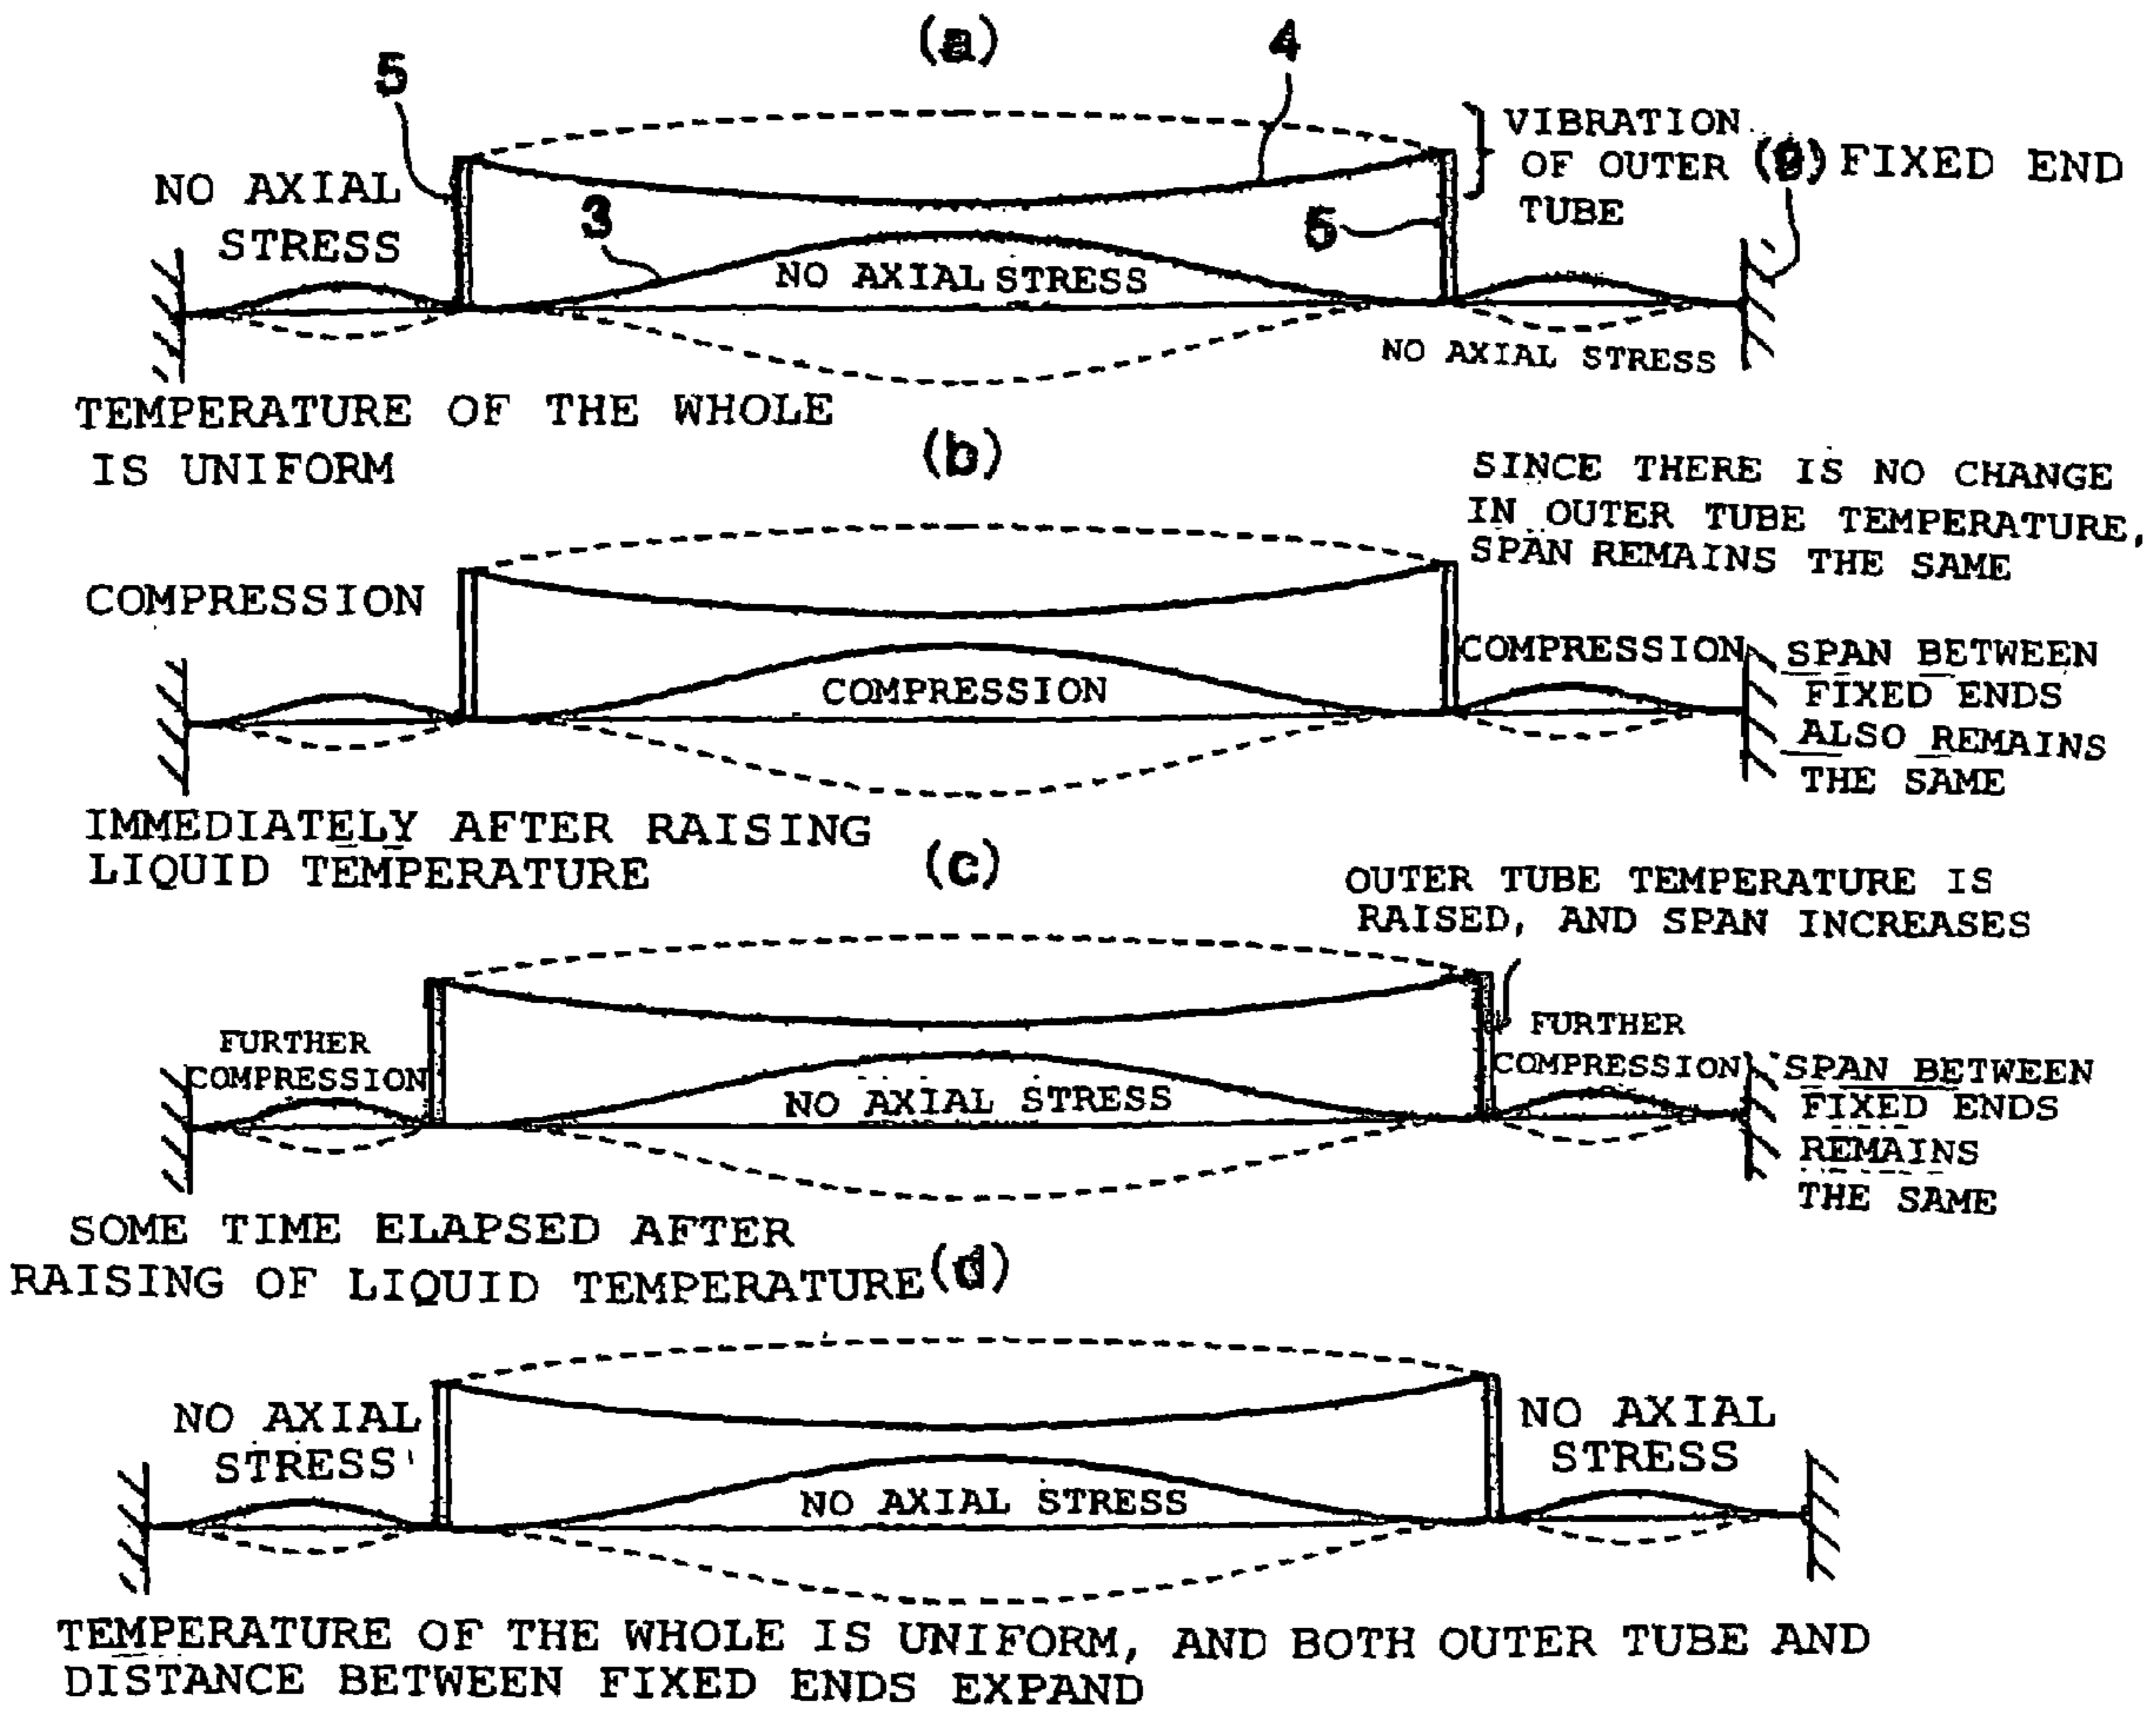 (a)
5
4
VIBRATION
OF OUTER
TUBE
(9) FIXED END
NO AXIAL
STRESS
3
5
NO AXIAL STRESS
NO AXIAL STRESS
TEMPERATURE OF THE WHOLE
IS UNIFORM
(b)
SINCE THERE IS NO CHANGE
IN OUTER TUBE TEMPERATURE,
SPAN REMAINS THE SAME
COMPRESSION
COMPRESSION
COMPRESSION
SPAN BETWEEN
FIXED ENDS
ALSO REMAINS
THE SAME
IMMEDIATELY AFTER RAISING
LIQUID TEMPERATURE
(c)
OUTER TUBE TEMPERATURE IS
RAISED, AND SPAN INCREASES
FURTHER
COMPRESSION
NO AXIAL STRESS
FURTHER
COMPRESSION
SPAN BETWEEN
FIXED ENDS
REMAINS
THE SAME
SOME TIME ELAPSED AFTER
RAISING OF LIQUID TEMPERATURE
(d)
NO AXIAL
STRESS
NO AXIAL STRESS
NO AXIAL
STRESS
TEMPERATURE OF THE WHOLE IS UNIFORM, AND BOTH OUTER TUBE AND
DISTANCE BETWEEN FIXED ENDS EXPAND